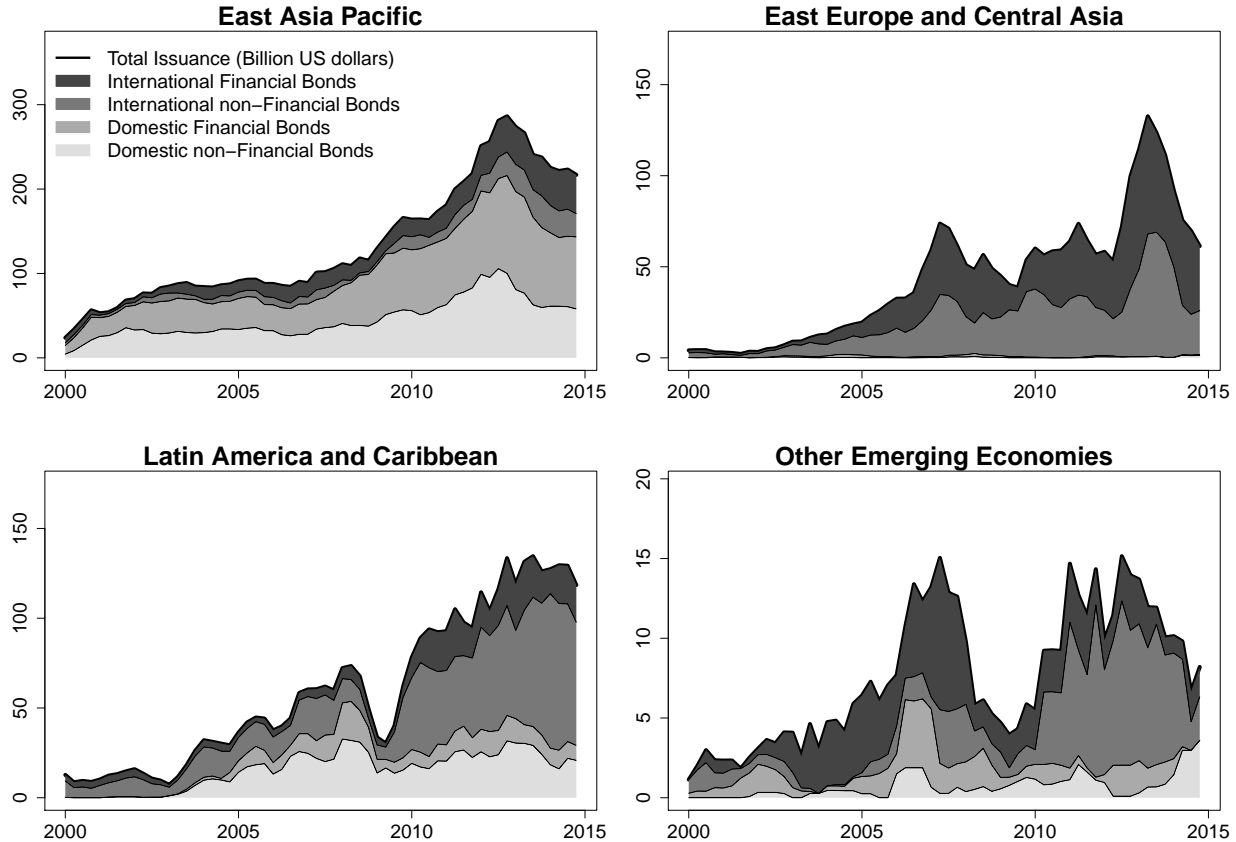 East Asia Pacific
Total Issuance (Billion US dollars)
International Financial Bonds
International non−Financial Bonds
Domestic Financial Bonds
Domestic non−Financial Bonds
300
200
100
0
2000 2005 2010 2015
East Europe and Central Asia
150
100
50
0
2000 2005 2010 2015
Latin America and Caribbean
150
100
50
0
2000 2005 2010 2015
Other Emerging Economies
20
15
10
5
0
2000 2005 2010 2015